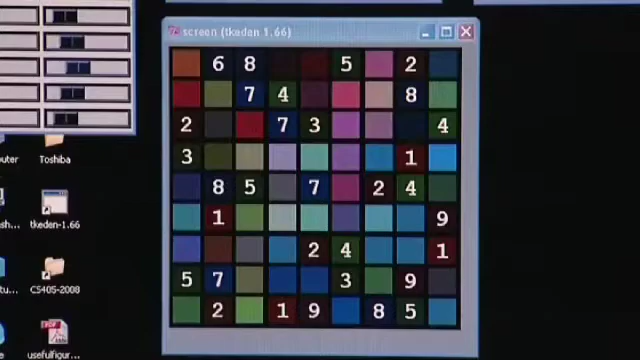 screen (tkeden 1.66)
6 8 5 2
7 4 8
2 7 3 4
3 1
8 5 7 2 4
1 9
2 4 1
5 7 3 9
2 1 9 8 5
Toshiba
tkeden-1.66
CS405-2008
usefulfigur...